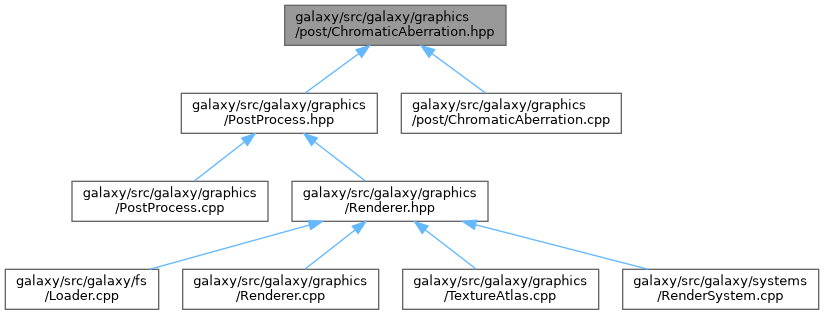 galaxy/src/galaxy/graphics
/post/ChromaticAberration.hpp
galaxy/src/galaxy/graphics
/PostProcess.hpp
galaxy/src/galaxy/graphics
/post/ChromaticAberration.cpp
galaxy/src/galaxy/graphics
/PostProcess.cpp
galaxy/src/galaxy/graphics
/Renderer.hpp
galaxy/src/galaxy/fs
/Loader.cpp
galaxy/src/galaxy/graphics
/Renderer.cpp
galaxy/src/galaxy/graphics
/TextureAtlas.cpp
galaxy/src/galaxy/systems
/RenderSystem.cpp